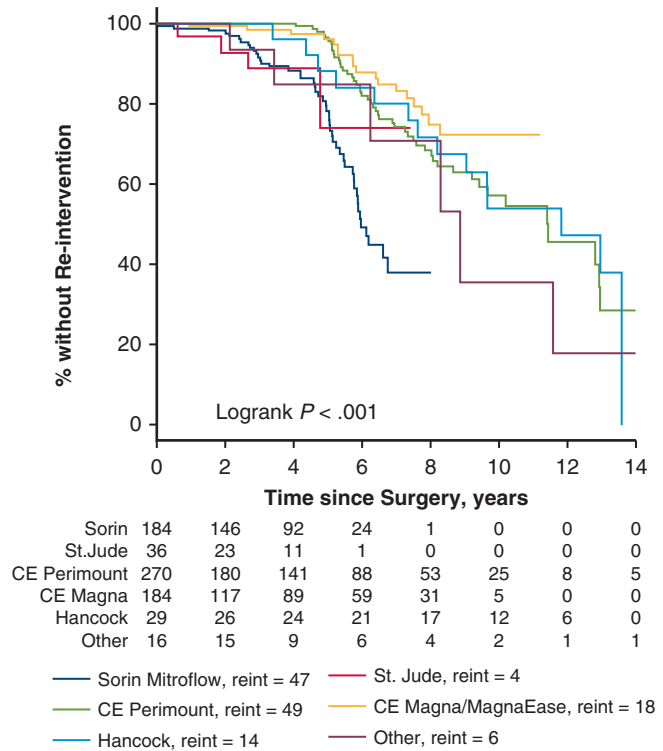 % without Re-intervention
100
80
60
40
20
0
Logrank P < .001
0 2 4 6 8 10 12 14
Time since Surgery, years
Sorin 184 146 92 24 1 0 0 0
St.Jude 36 23 11 1 0 0 0 0
CE Perimount 270 180 141 88 53 25 8 5
CE Magna 184 117 89 59 31 5 0 0
Hancock 29 26 24 21 17 12 6 0
Other 16 15 9 6 4 2 1 1
Sorin Mitroflow, reint = 47 St. Jude, reint = 4
CE Perimount, reint = 49 CE Magna/MagnaEase, reint = 18
Hancock, reint = 14 Other, reint = 6